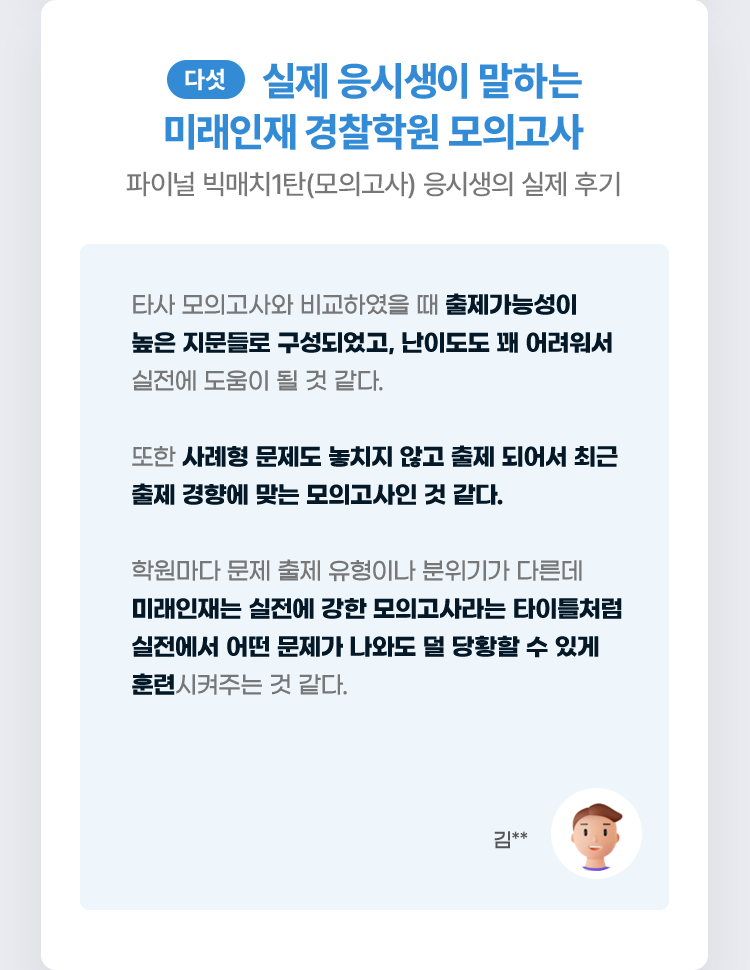 다섯 실제 응시생이 말하는
미래인재 경찰학원 모의고사
파이널 빅매치1탄(모의고사) 응시생의 실제 후기
타사 모의고사와 비교하였을 때 출제가능성이
높은 지문들로 구성되었고, 난이도도 꽤 어려워서
실전에 도움이 될 것 같다.
또한 사례형 문제도 놓치지 않고 출제 되어서 최근
출제 경향에 맞는 모의고사인 것 같다.
학원마다 문제 출제 유형이나 분위기가 다른데
미래인재는 실전에 강한 모의고사라는 타이틀처럼
실전에서 어떤 문제가 나와도 덜 당황할 수 있게
훈련시켜주는 것 같다.
김**